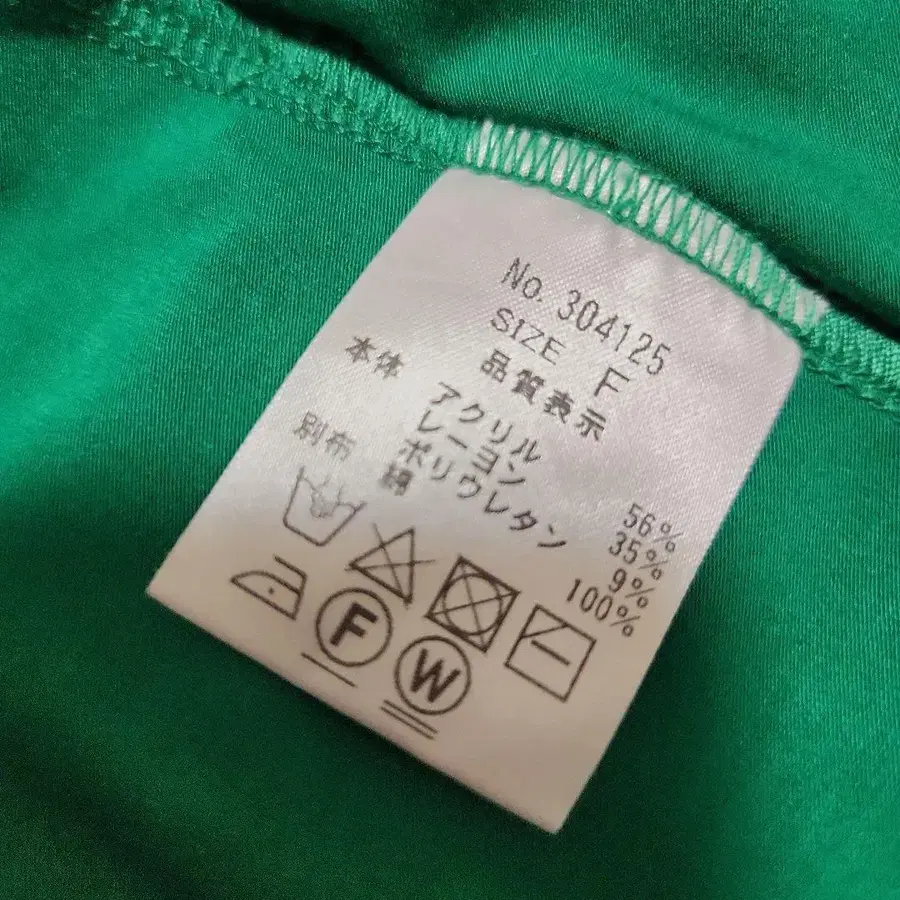 No. 304125
SIZE F
品質表示
本体 アクリル 56%
レーヨン 35%
ポリウレタン 9%
別布 綿 100%
F
W